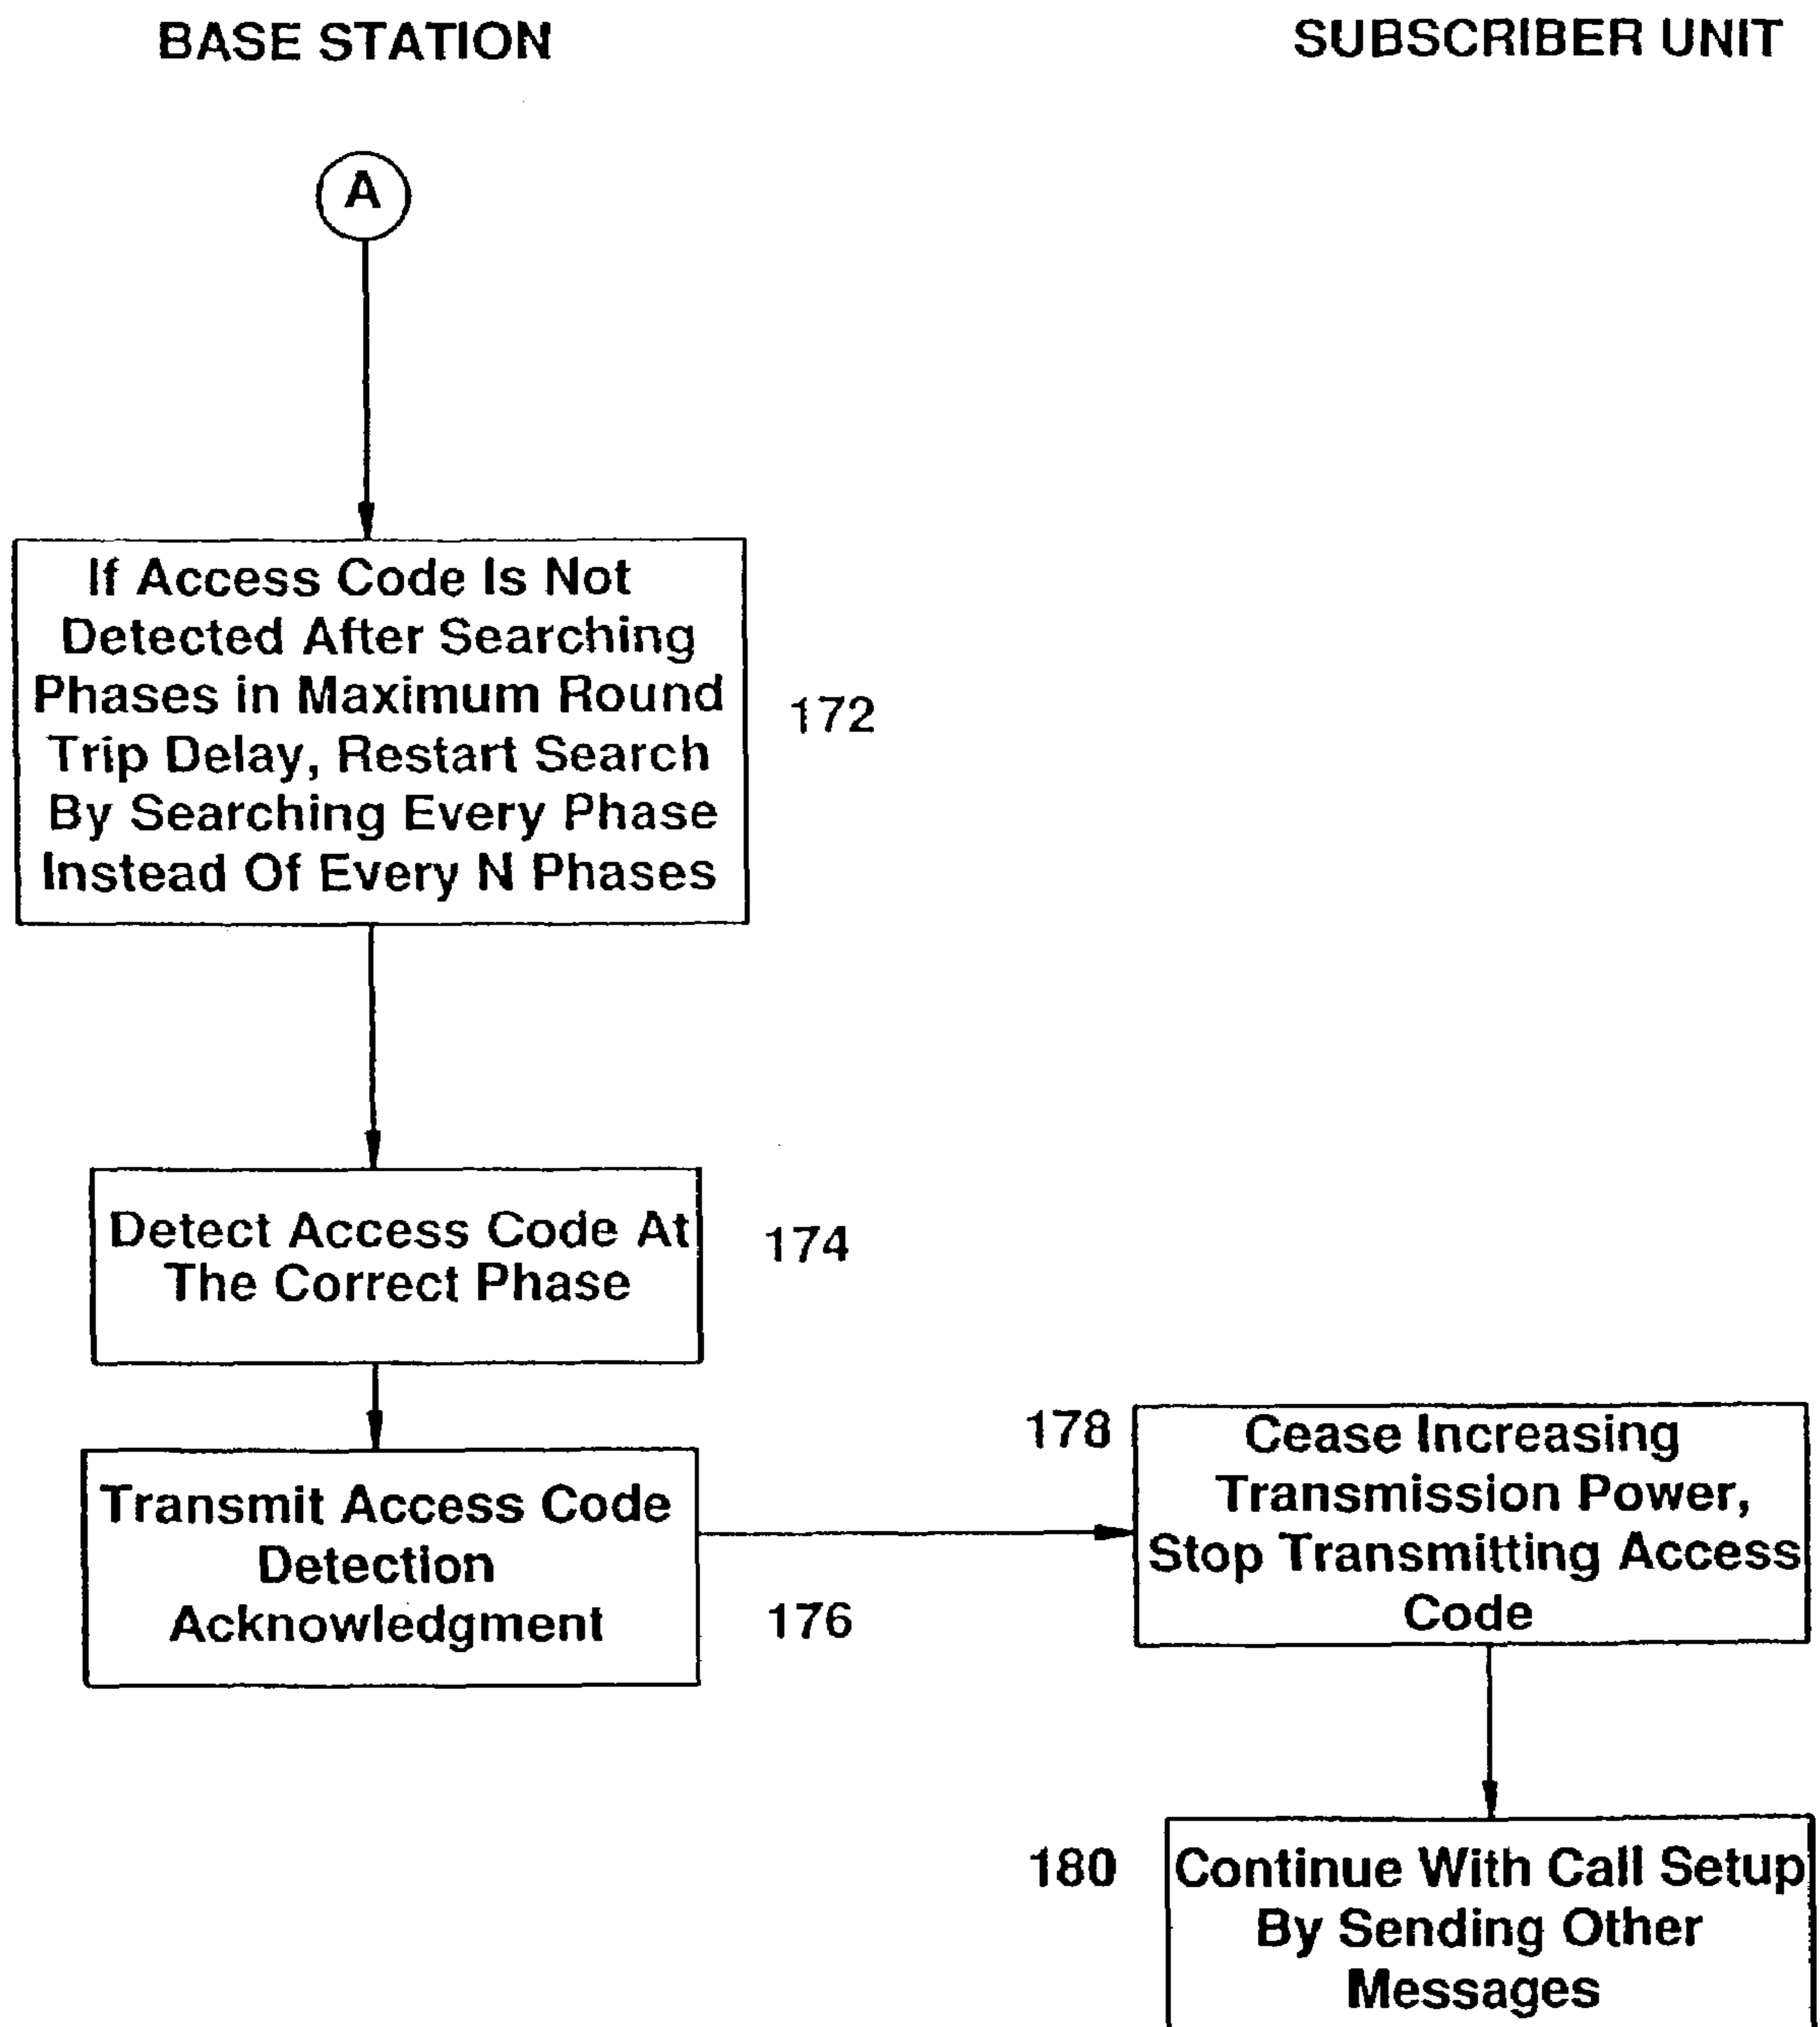 BASE STATION
SUBSCRIBER UNIT
A
If Access Code Is Not
Detected After Searching
Phases in Maximum Round
Trip Delay, Restart Search
By Searching Every Phase
Instead Of Every N Phases
172
Detect Access Code At
The Correct Phase
174
Transmit Access Code
Detection
Acknowledgment
176
178
Cease Increasing
Transmission Power,
Stop Transmitting Access
Code
180
Continue With Call Setup
By Sending Other
Messages